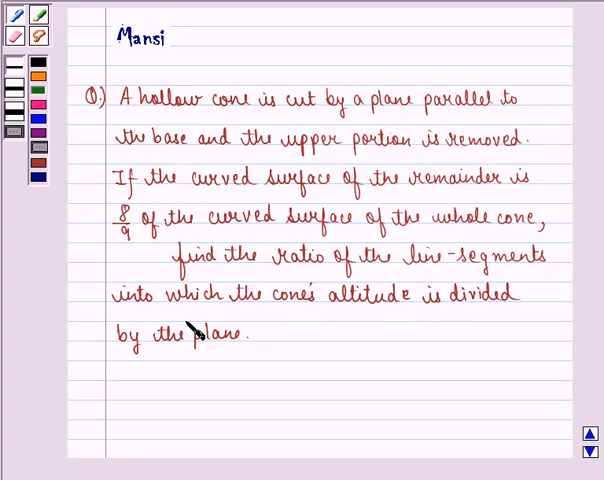 Mansi
Q.) A hollow cone is cut by a plane parallel to
the base and the upper portion is removed.
If the curved surface of the remainder is
8/9 of the curved surface of the whole cone,
find the ratio of the line-segments
into which the cone's altitude is divided
by the plane.